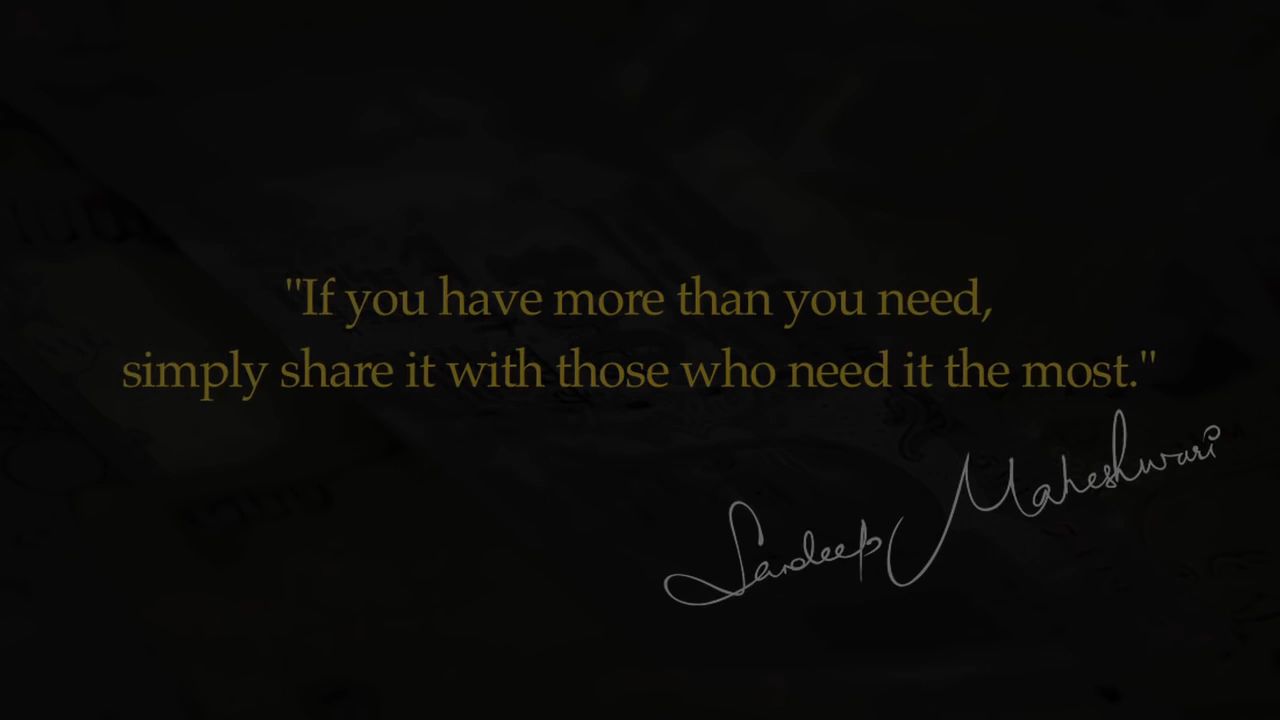 "If you have more than you need,
simply share it with those who need it the most."
Sandeep Maheshwari